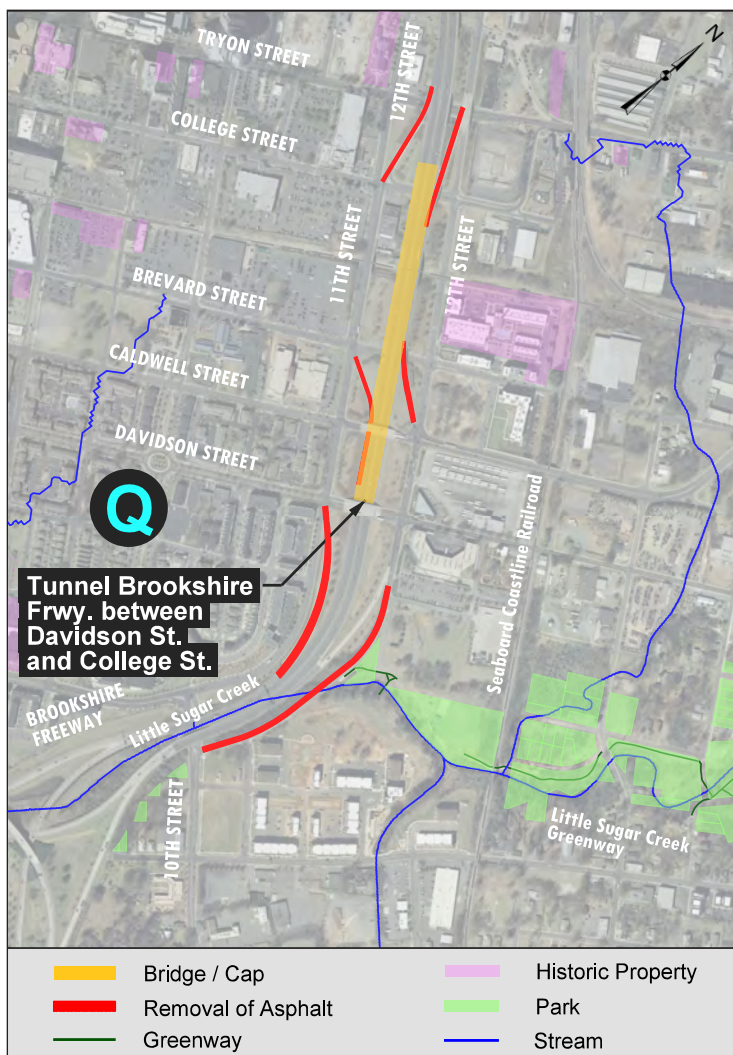 TRYON STREET
12TH STREET
N
COLLEGE STREET
11TH STREET
12TH STREET
BREVARD STREET
CALDWELL STREET
DAVIDSON STREET
Q
Seaboard Coastline Railroad
Tunnel Brookshire
Frwy. between
Davidson St.
and College St.
BROOKSHIRE
FREEWAY
Little Sugar Creek
10TH STREET
Little Sugar Creek
Greenway
Bridge / Cap
Historic Property
Removal of Asphalt
Park
Greenway
Stream